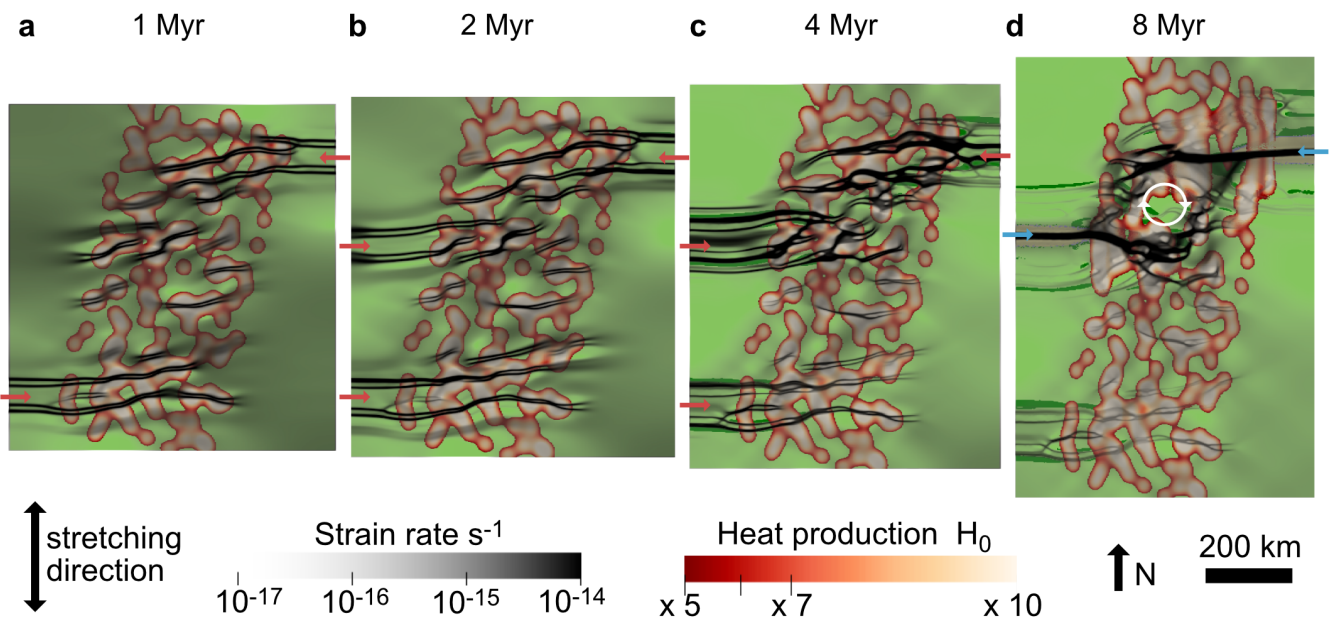 a 1 Myr b 2 Myr c 4 Myr d 8 Myr
stretching
direction
Strain rate s-1
10-17 10-16 10-15 10-14
Heat production H0
x 5 x 7 x 10
N
200 km